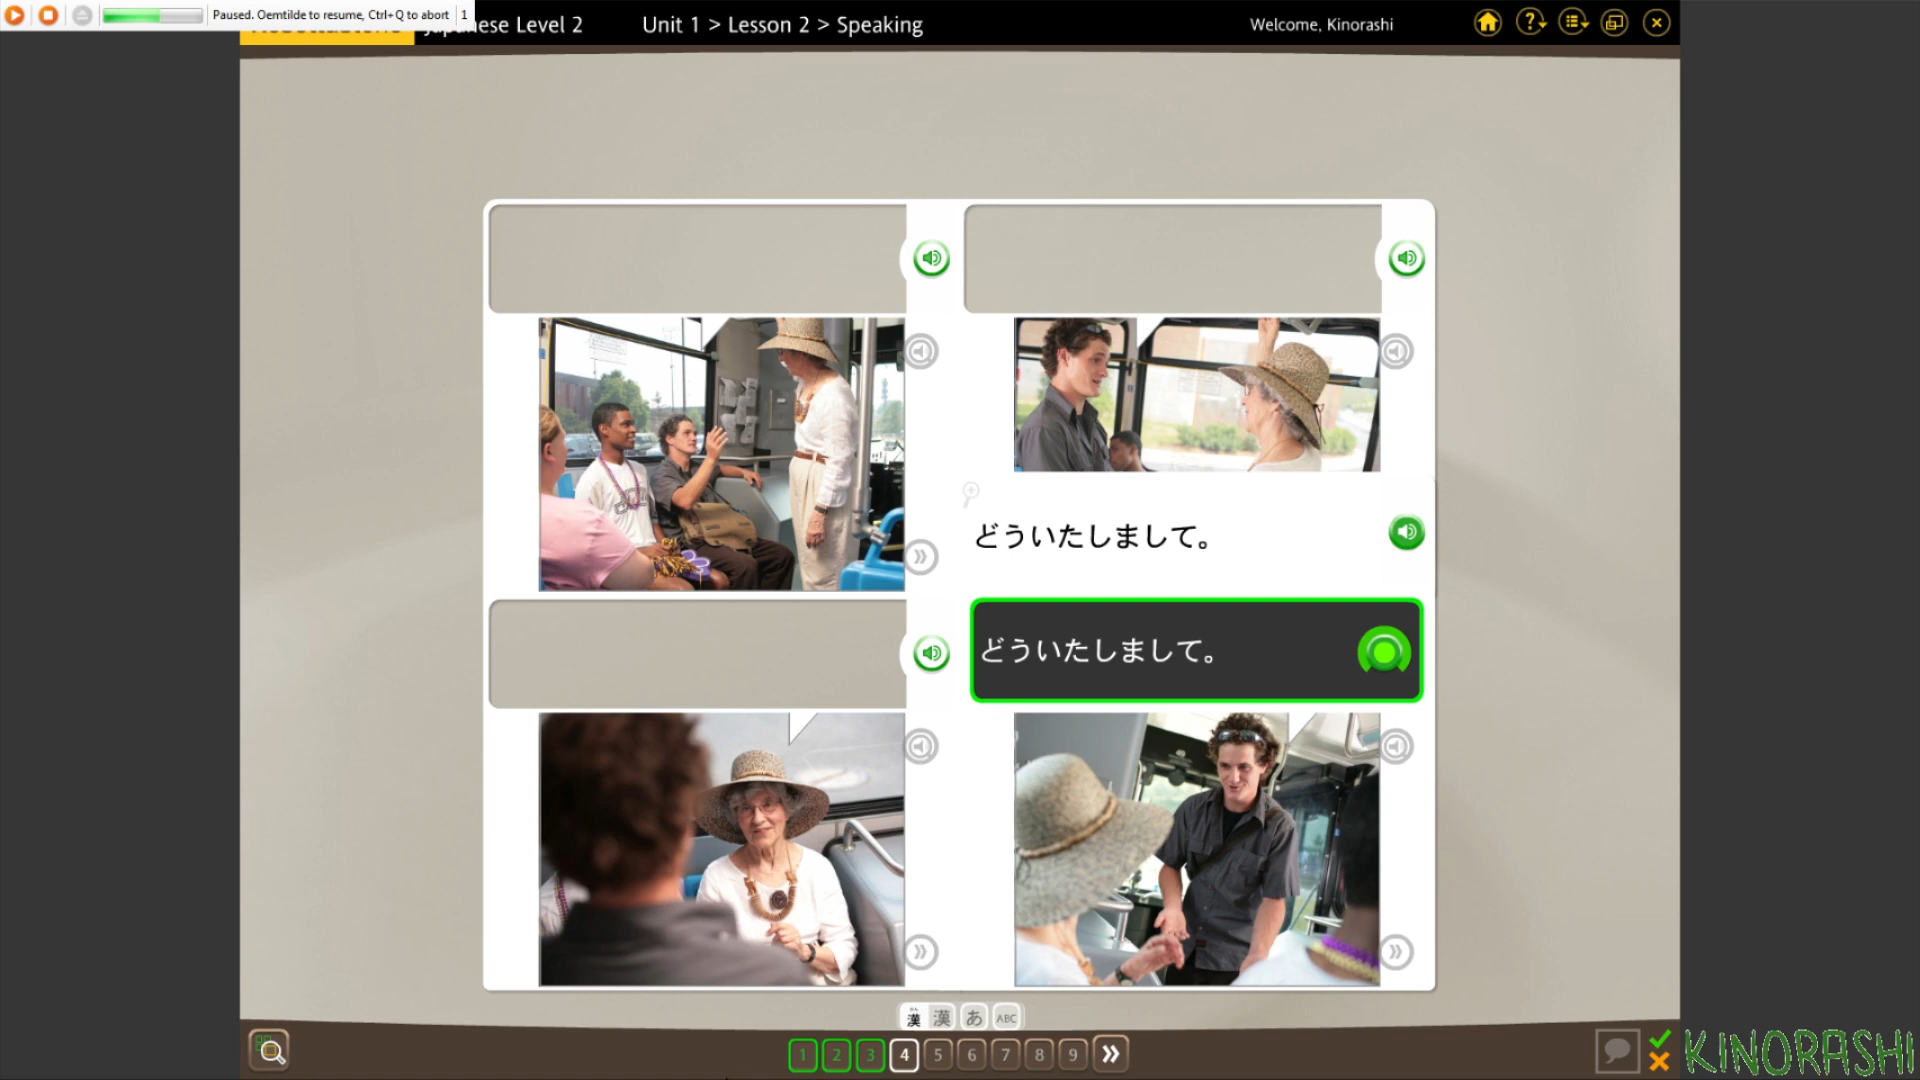 Paused. Oemtilde to resume, Ctrl+Q to abort 1
Japanese Level 2
Unit 1 > Lesson 2 > Speaking
Welcome, Kinorashi
どういたしまして。
どういたしまして。
漢 漢 あ ABC
1 2 3 4 5 6 7 8 9 »
KINORASHI